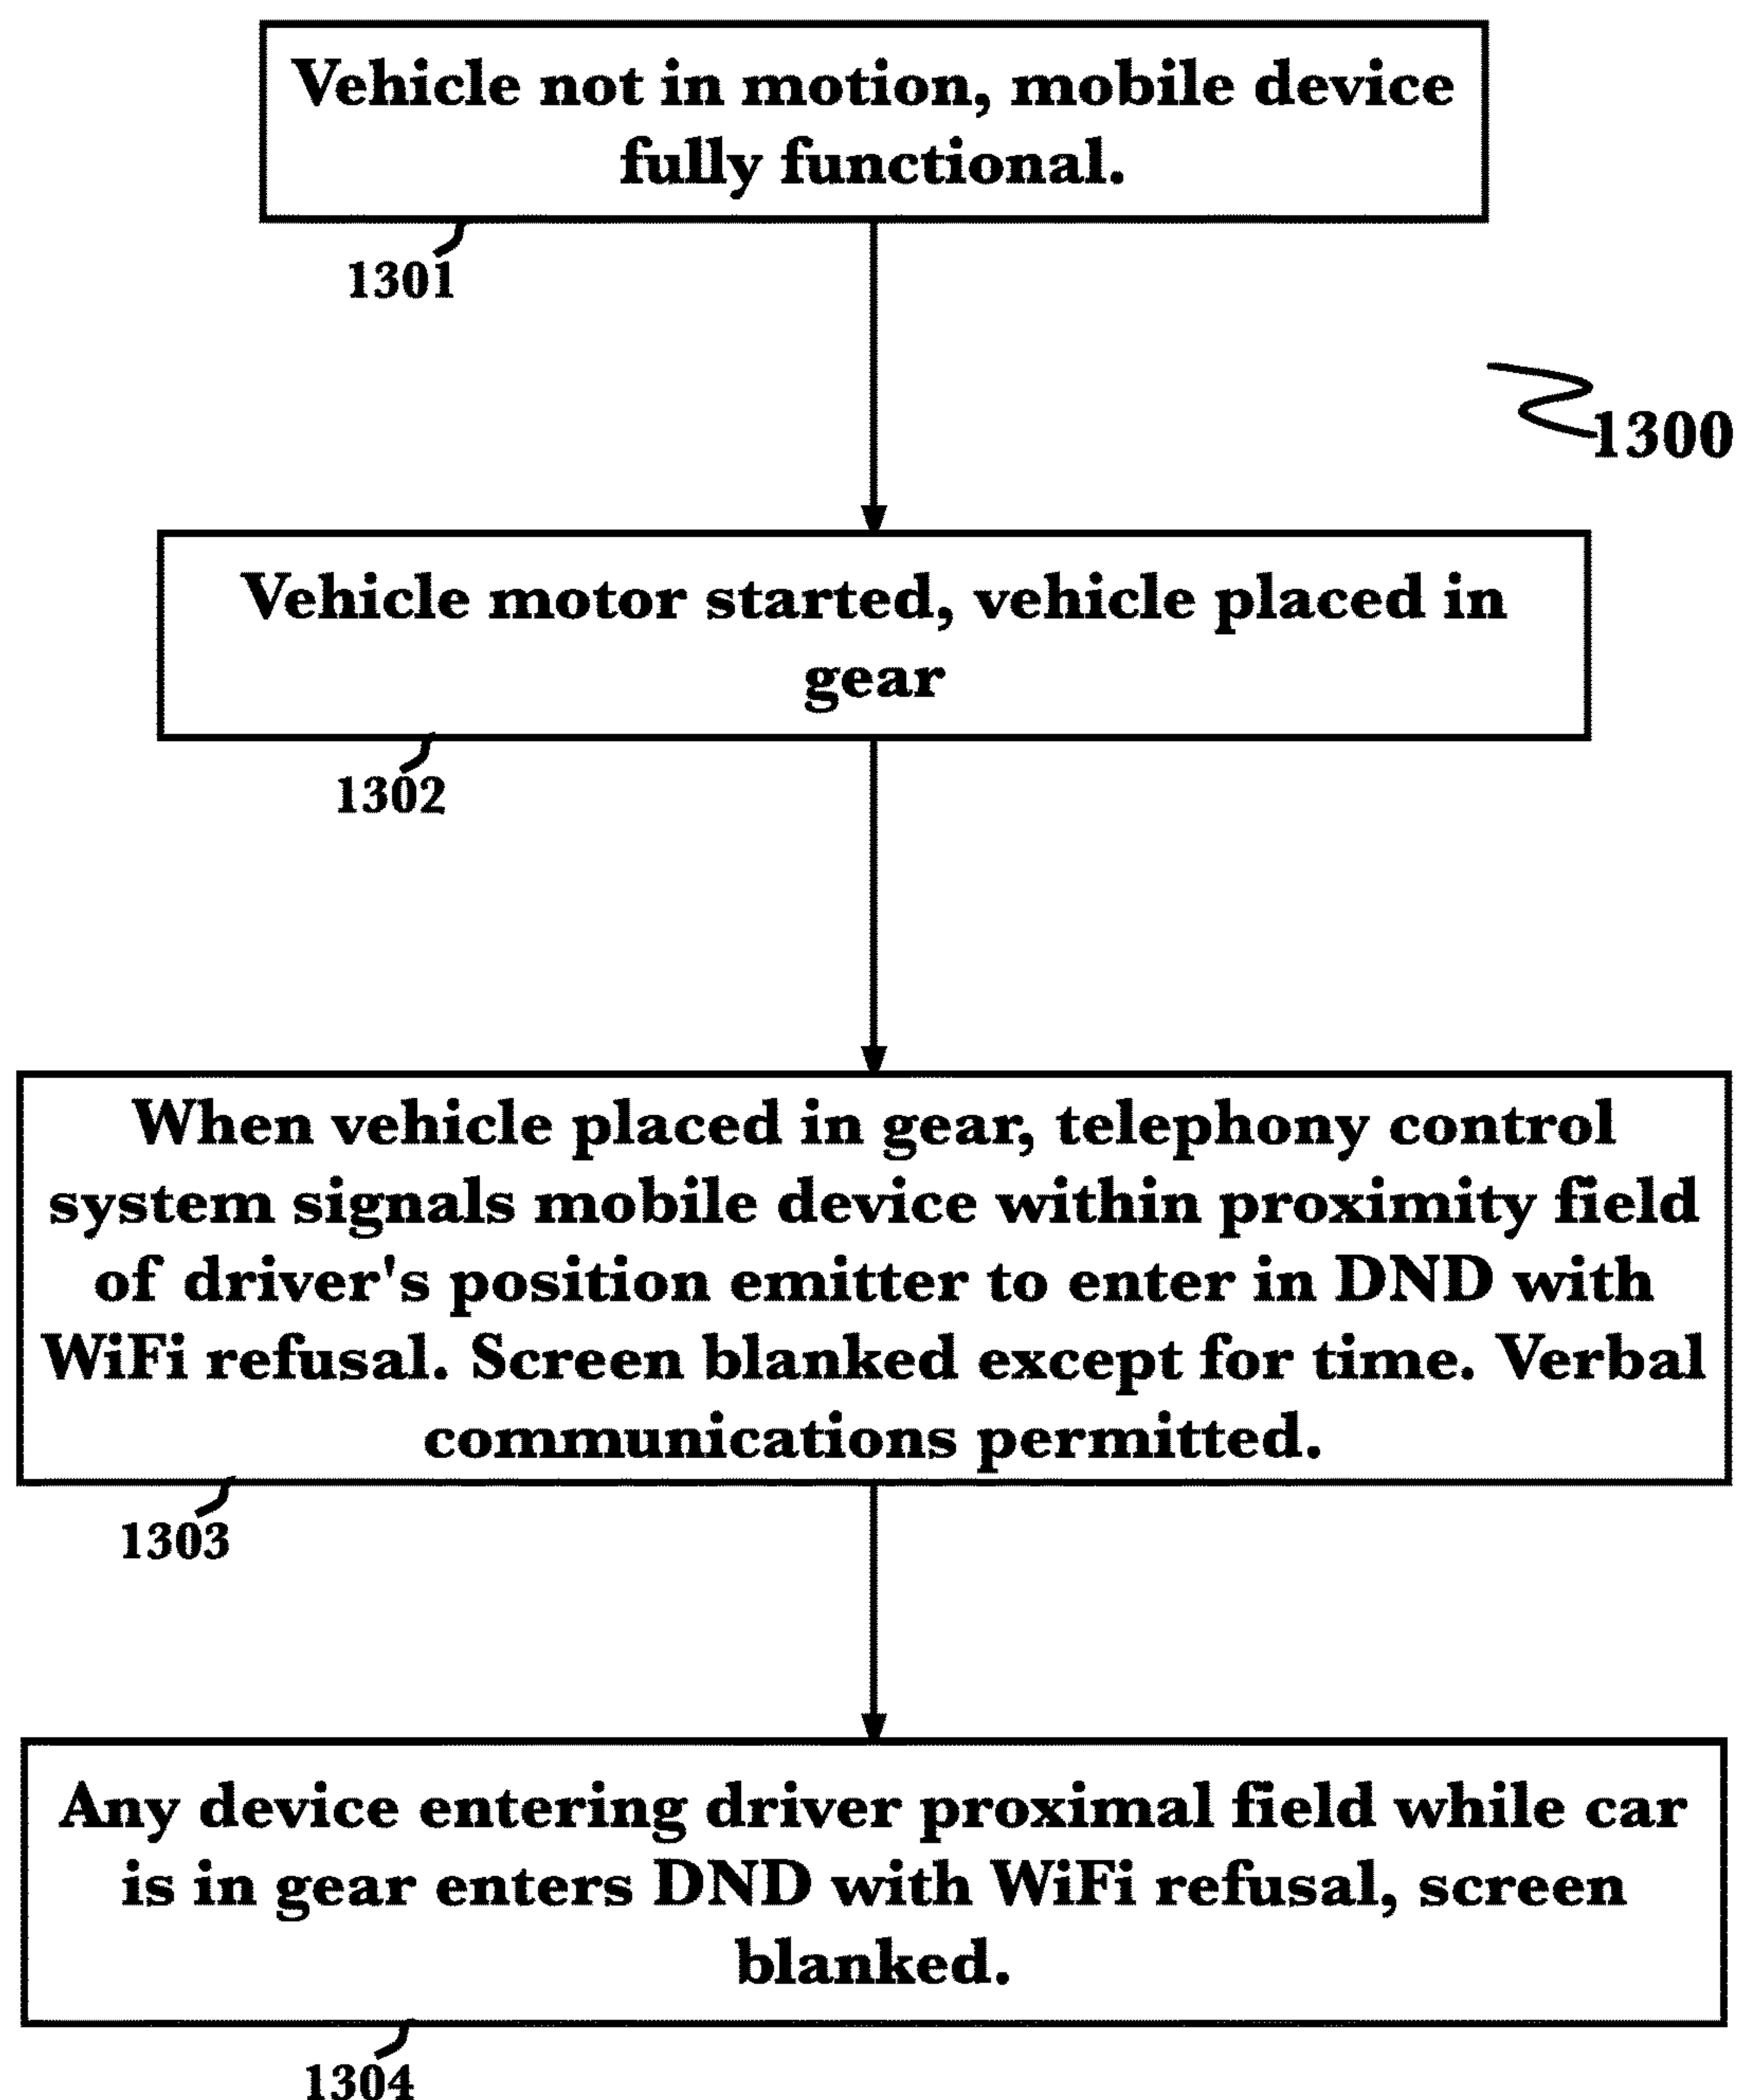 Vehicle not in motion, mobile device
fully functional.
1301
1300
Vehicle motor started, vehicle placed in
gear
1302
When vehicle placed in gear, telephony control
system signals mobile device within proximity field
of driver's position emitter to enter in DND with
WiFi refusal. Screen blanked except for time. Verbal
communications permitted.
1303
Any device entering driver proximal field while car
is in gear enters DND with WiFi refusal, screen
blanked.
1304